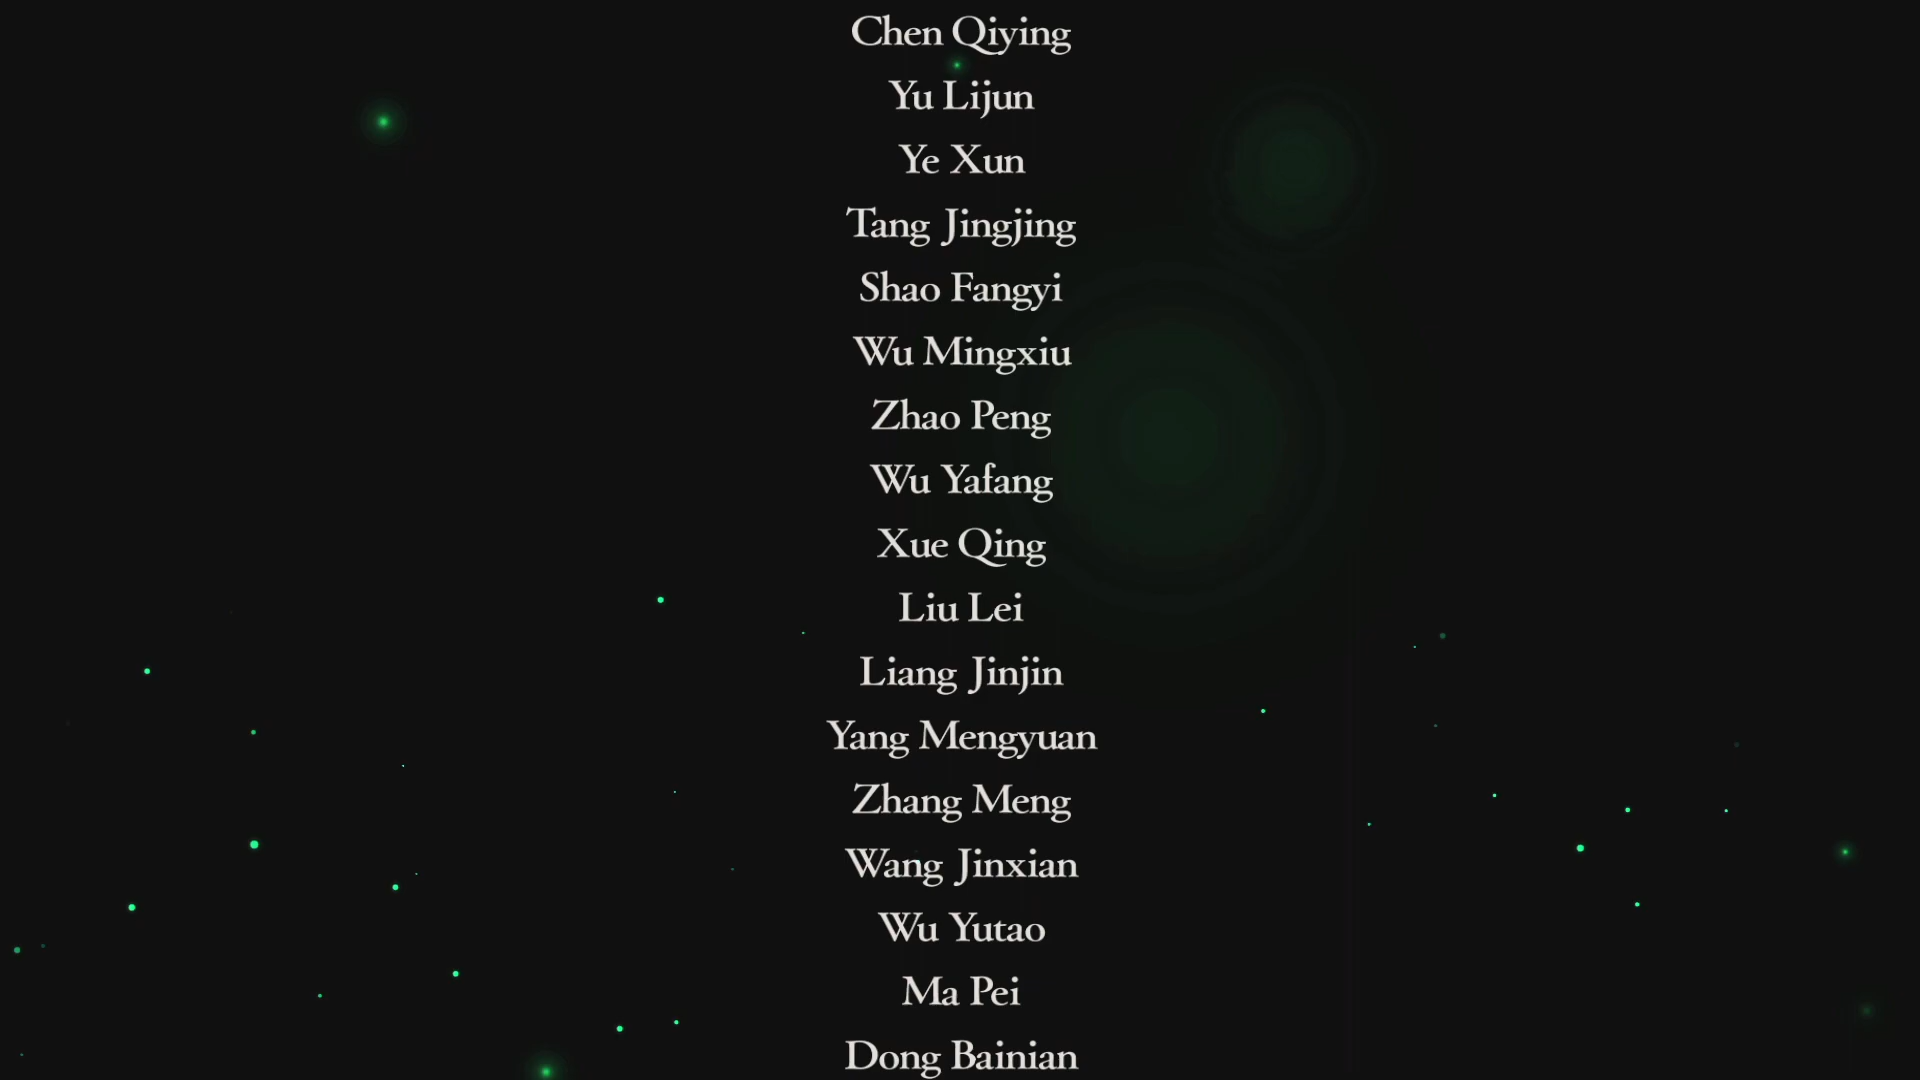 Chen Qiying
Yu Lijun
Ye Xun
Tang Jingjing
Shao Fangyi
Wu Mingxiu
Zhao Peng
Wu Yafang
Xue Qing
Liu Lei
Liang Jinjin
Yang Mengyuan
Zhang Meng
Wang Jinxian
Wu Yutao
Ma Pei
Dong Bainian